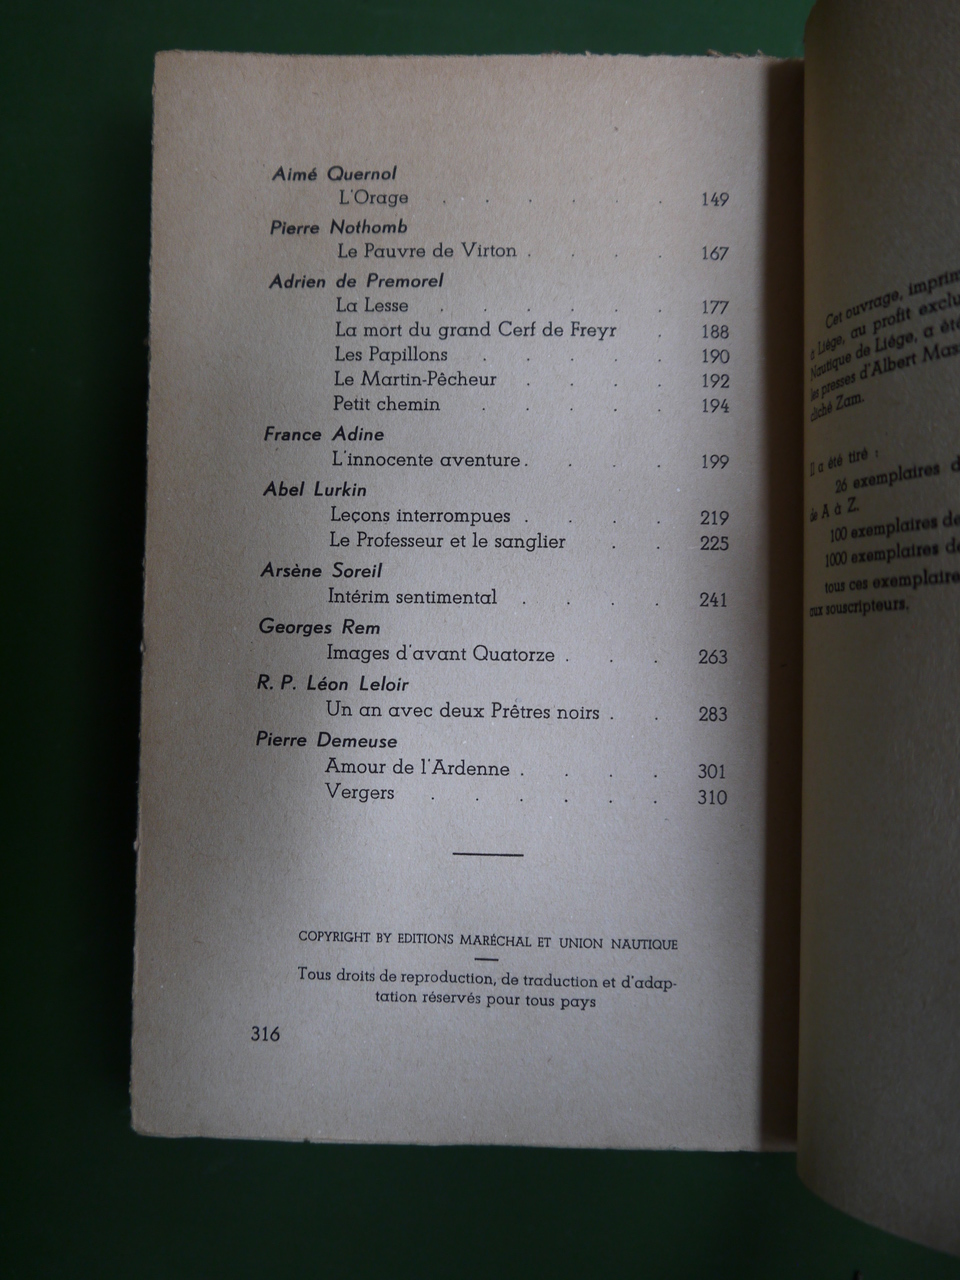 Aimé Quernol
L'Orage . . . . . . 149
Pierre Nothomb
Le Pauvre de Virton . . . . 167
Adrien de Premorel
La Lesse . . . . . . 177
La mort du grand Cerf de Freyr . 188
Les Papillons . . . . . 190
Le Martin-Pêcheur . . . . 192
Petit chemin . . . . . 194
France Adine
L'innocente aventure . . . . 199
Abel Lurkin
Leçons interrompues . . . . 219
Le Professeur et le sanglier . . 225
Arsène Soreil
Intérim sentimental . . . . 241
Georges Rem
Images d'avant Quatorze . . . 263
R. P. Léon Leloir
Un an avec deux Prêtres noirs . . 283
Pierre Demeuse
Amour de l'Ardenne . . . . 301
Vergers . . . . . . 310
COPYRIGHT BY EDITIONS MARÉCHAL ET UNION NAUTIQUE
Tous droits de reproduction, de traduction et d'adap-
tation réservés pour tous pays
316
Cet ouvrage,
à Liège, au profit
Nautique de Liège, a
les presses d'Albert
cliché Zam.
Il a été tiré :
26 exemplaires
de A à Z.
100 exemplaires
1000 exemplaires
tous ces
aux souscripteurs.